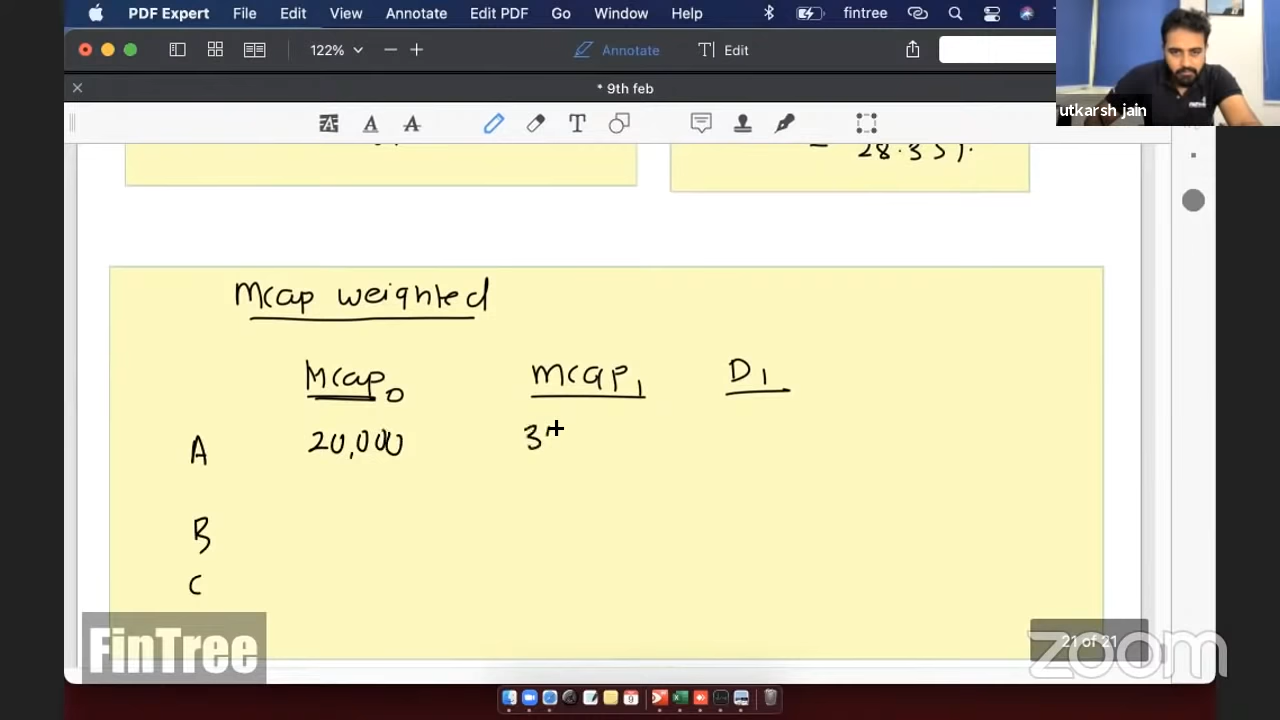 PDF Expert File Edit View Annotate Edit PDF Go Window Help fintree
122% Annotate T Edit
utkarsh jain
* 9th feb
= 28.35%.
Mcap weighted
Mcap0 mcap1 D1
A 20,000 3
B
C
FinTree
21 of 21
zoom